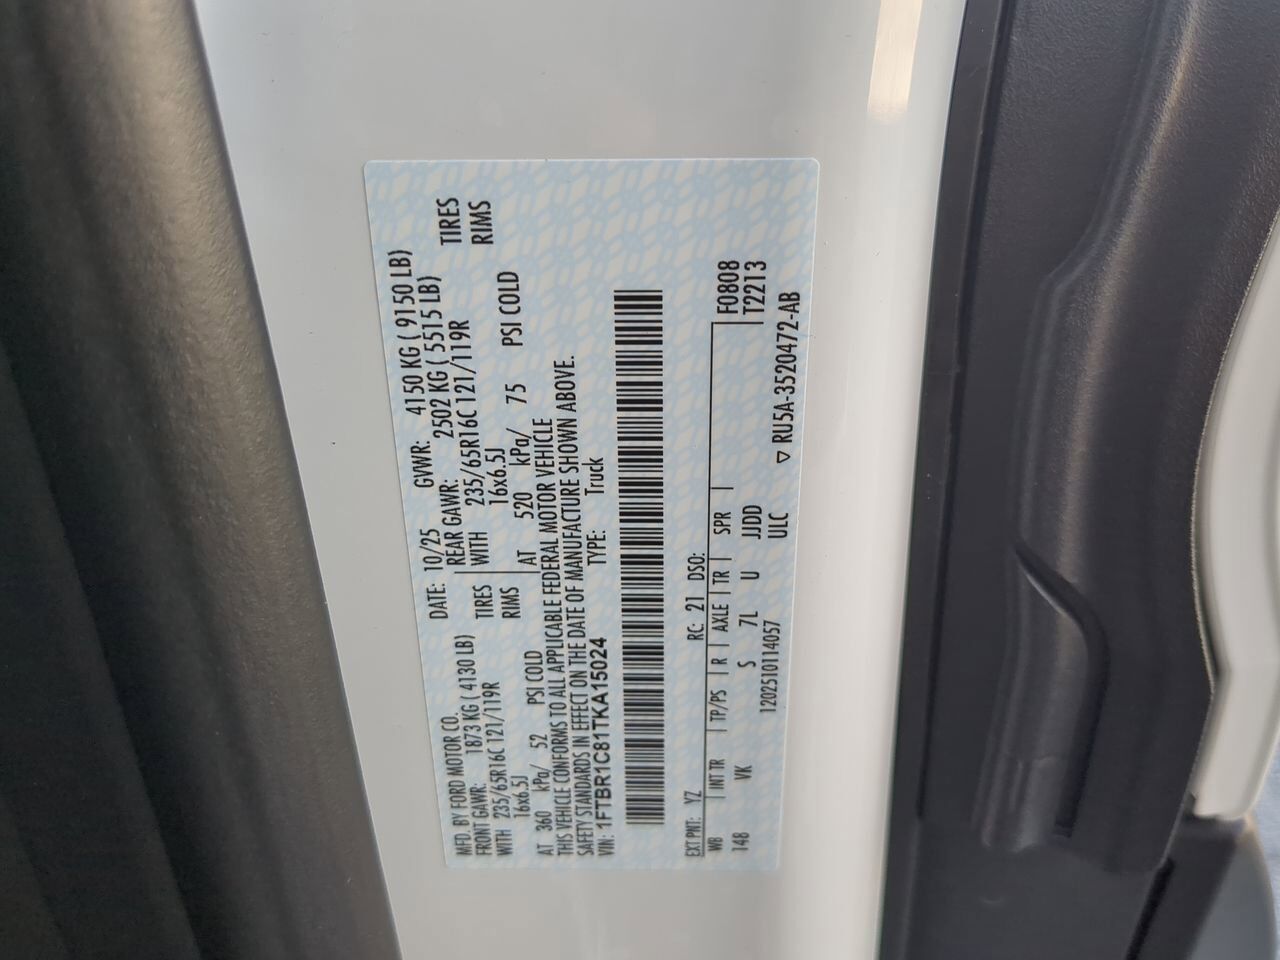 MFD. BY FORD MOTOR CO. DATE: 10/25 GVWR: 4150 KG ( 9150 LB)
FRONT GAWR: 1873 KG ( 4130 LB) REAR GAWR: 2502 KG ( 5515 LB)
WITH 235/65R16C 121/119R TIRES WITH 235/65R16C 121/119R TIRES
16x6.5J RIMS 16x6.5J RIMS
AT 360 kPa/ 52 PSI COLD AT 520 kPa/ 75 PSI COLD
THIS VEHICLE CONFORMS TO ALL APPLICABLE FEDERAL MOTOR VEHICLE
SAFETY STANDARDS IN EFFECT ON THE DATE OF MANUFACTURE SHOWN ABOVE.
VIN: 1FTBR1C81TKA15024 TYPE: Truck
EXT PNT: YZ RC: 21 DSO: F0808
WB INT TR TP/PS R AXLE TR SPR T2213
148 VK S 7L U JJDD
1202510114057 ULC ▽ RU5A-3520472-AB